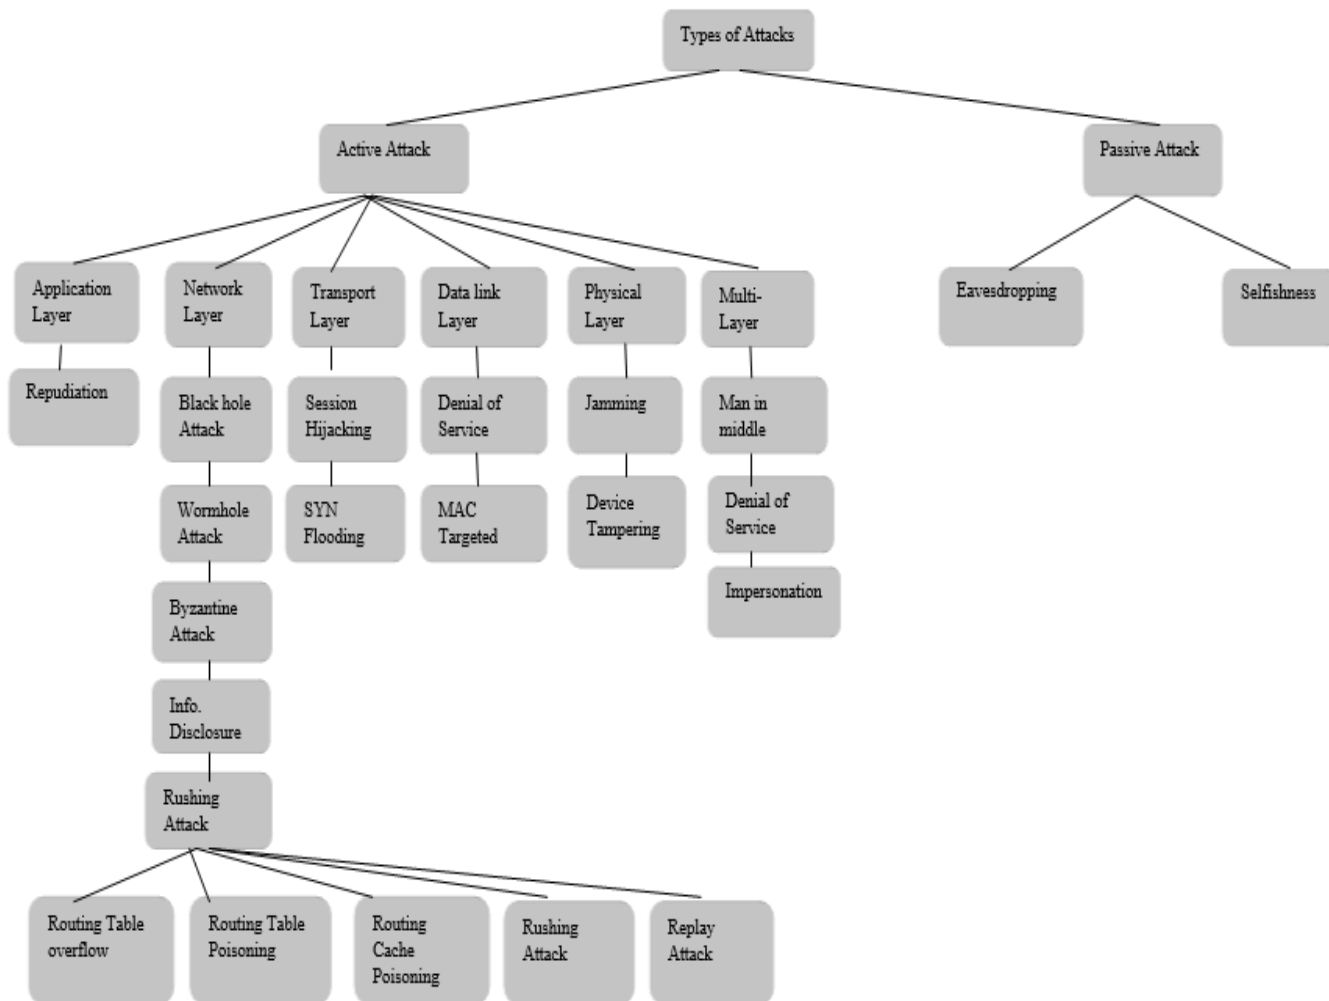 Types of Attacks
Active Attack
Passive Attack
Application
Layer
Network
Layer
Transport
Layer
Data link
Layer
Physical
Layer
Multi-
Layer
Eavesdropping
Selfishness
Repudiation
Black hole
Attack
Session
Hijacking
Denial of
Service
Jamming
Man in
middle
Wormhole
Attack
SYN
Flooding
MAC
Targeted
Device
Tampering
Denial of
Service
Byzantine
Attack
Impersonation
Info.
Disclosure
Rushing
Attack
Routing Table
overflow
Routing Table
Poisoning
Routing
Cache
Poisoning
Rushing
Attack
Replay
Attack